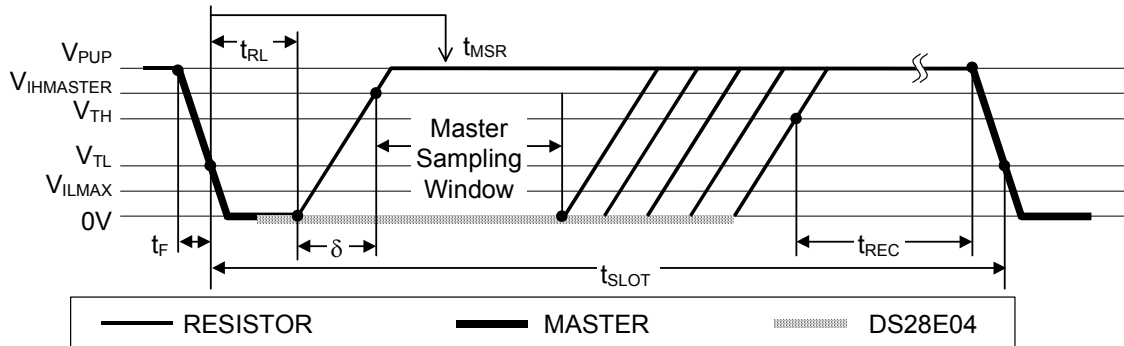 t_RL
t_MSR
V_PUP
V_IHMASTER
V_TH
V_TL
V_ILMAX
0V
Master
Sampling
Window
t_F
δ
t_REC
t_SLOT
RESISTOR MASTER DS28E04